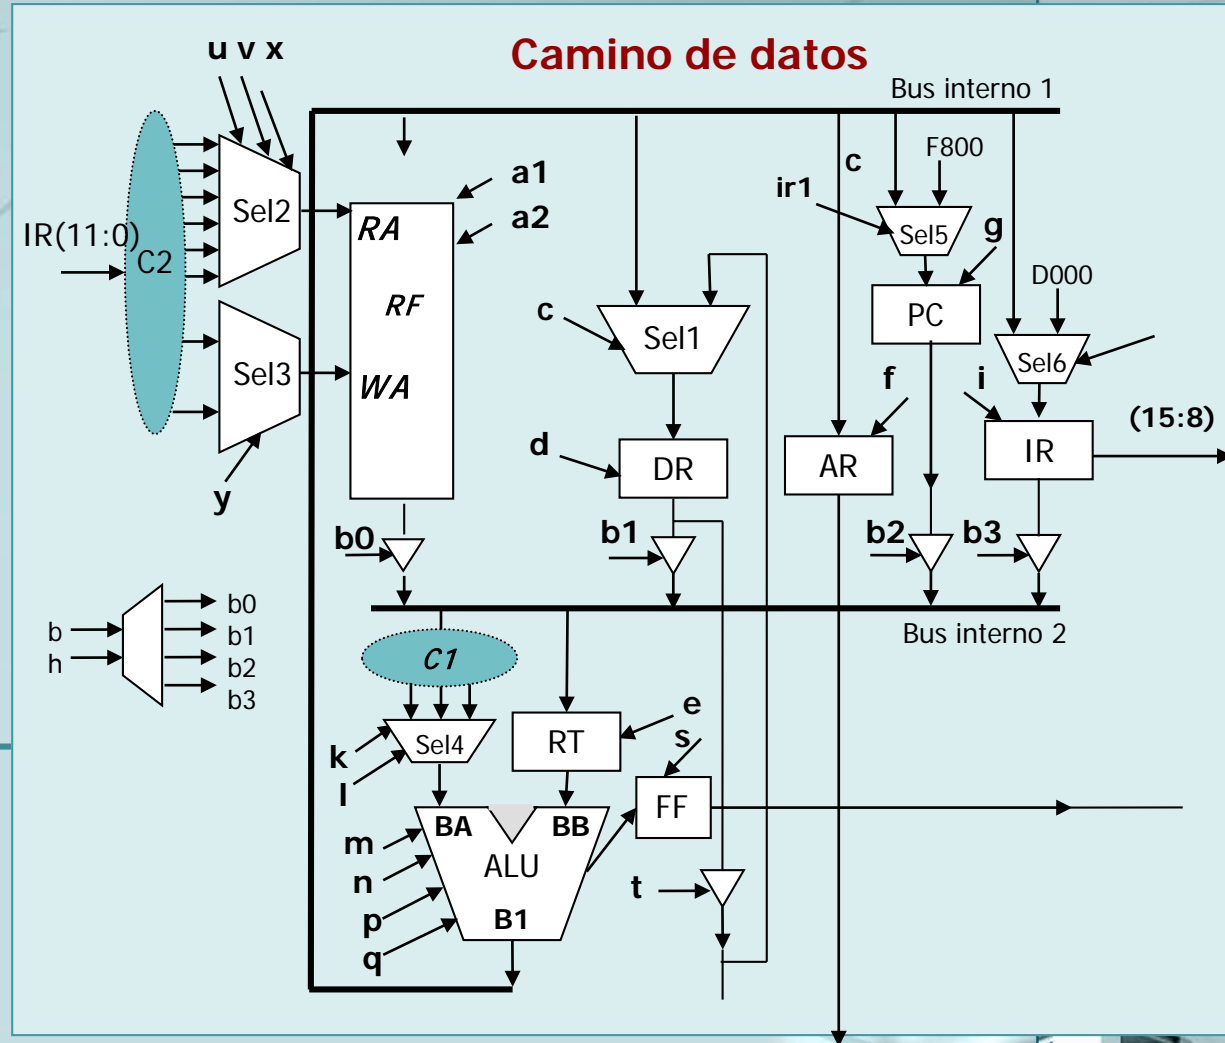 Camino de datos
u v x
Bus interno 1
F800
c
ir1
a1
a2
g
Sel5
IR(11:0)
C2
Sel2
RA
RF
PC
D000
c
Sel1
Sel3
WA
Sel6
f
i
(15:8)
d
DR
AR
IR
y
b0
b1
b2
b3
Bus interno 2
b
h
b0
b1
b2
b3
C1
k
Sel4
l
RT
e
s
FF
BA
BB
m
ALU
n
p
B1
q
t